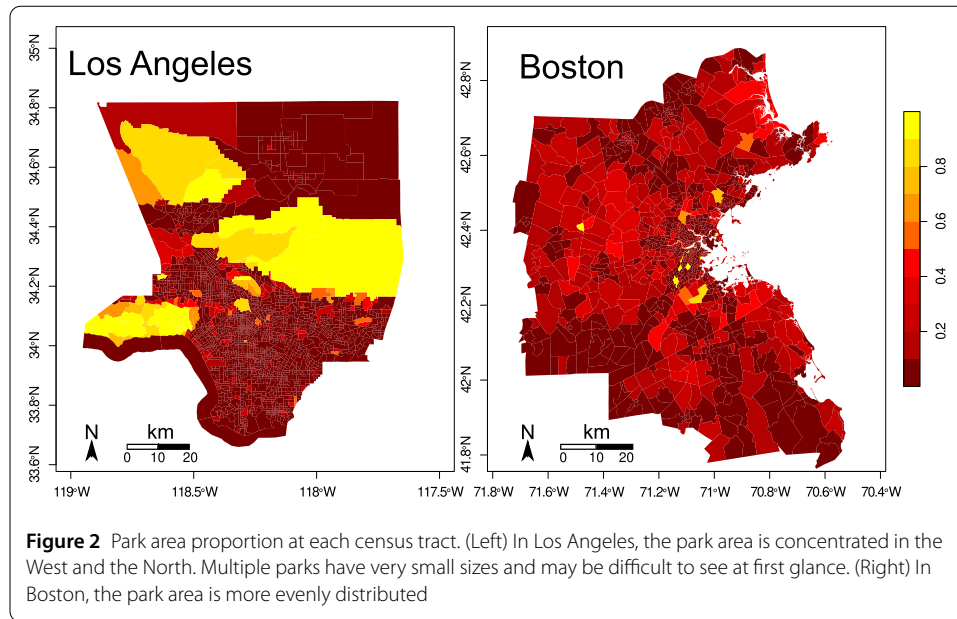 Los Angeles
35°N
34.8°N
34.6°N
34.4°N
34.2°N
34°N
33.8°N
33.6°N
N
km
0 10 20
119°W 118.5°W 118°W 117.5°W
Boston
42.8°N
42.6°N
42.4°N
42.2°N
42°N
41.8°N
N
km
0 10 20
71.8°W 71.6°W 71.4°W 71.2°W 71°W 70.8°W 70.6°W 70.4°W
0.8
0.6
0.4
0.2
Figure 2 Park area proportion at each census tract. (Left) In Los Angeles, the park area is concentrated in the
West and the North. Multiple parks have very small sizes and may be difficult to see at first glance. (Right) In
Boston, the park area is more evenly distributed